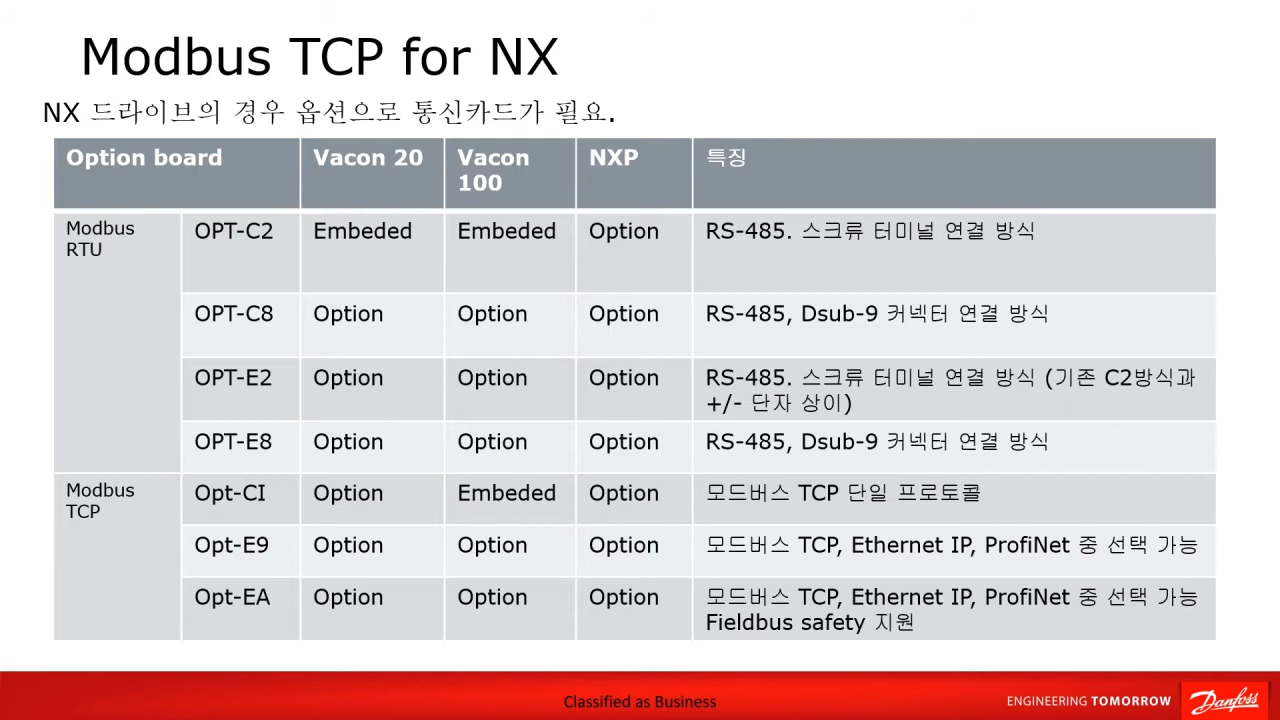 Modbus TCP for NX
NX 드라이브의 경우 옵션으로 통신카드가 필요.
Option board Vacon 20 Vacon 100 NXP 특징
Modbus RTU OPT-C2 Embeded Embeded Option RS-485. 스크류 터미널 연결 방식
OPT-C8 Option Option Option RS-485, Dsub-9 커넥터 연결 방식
OPT-E2 Option Option Option RS-485. 스크류 터미널 연결 방식 (기존 C2방식과
+/- 단자 상이)
OPT-E8 Option Option Option RS-485, Dsub-9 커넥터 연결 방식
Modbus TCP Opt-CI Option Embeded Option 모드버스 TCP 단일 프로토콜
Opt-E9 Option Option Option 모드버스 TCP, Ethernet IP, ProfiNet 중 선택 가능
Opt-EA Option Option Option 모드버스 TCP, Ethernet IP, ProfiNet 중 선택 가능
Fieldbus safety 지원
Classified as Business
ENGINEERING TOMORROW
Danfoss